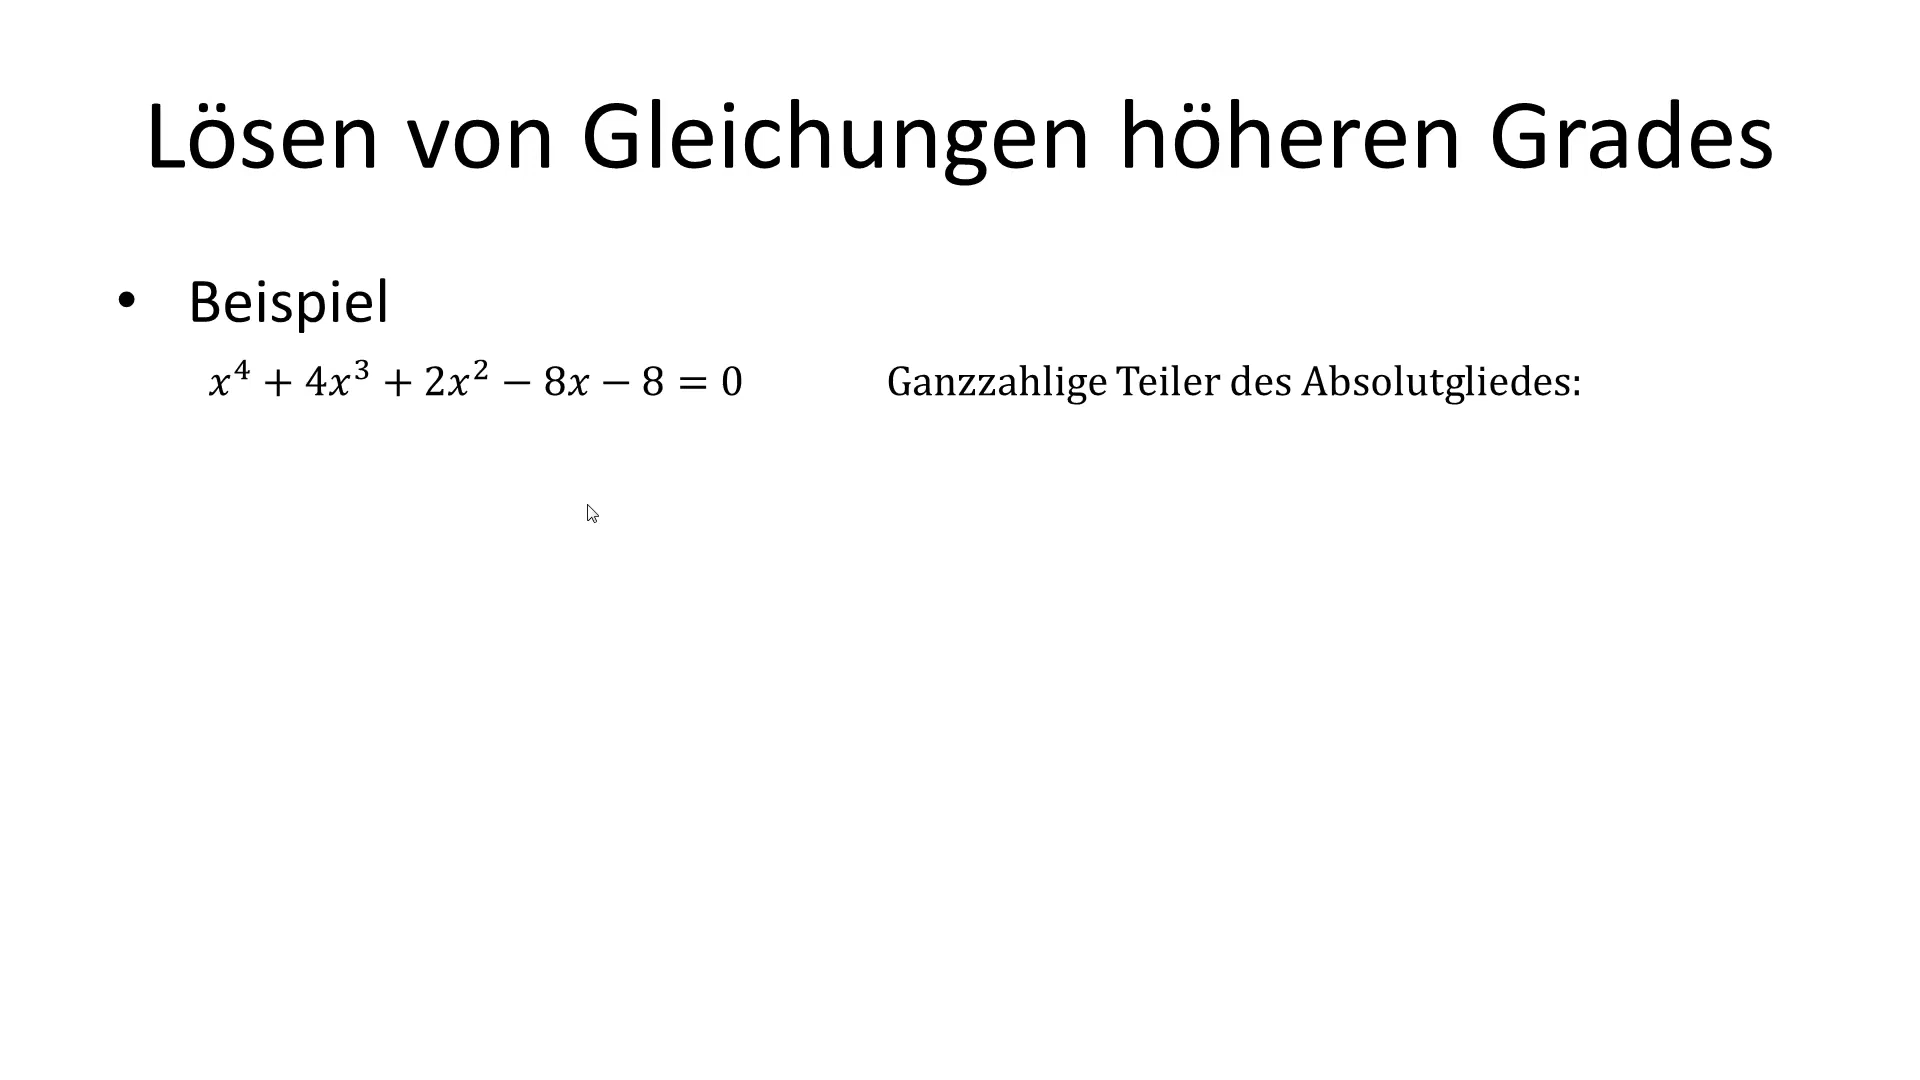 Lösen von Gleichungen höheren Grades
• Beispiel
x⁴ + 4x³ + 2x² − 8x − 8 = 0 Ganzzahlige Teiler des Absolutgliedes: